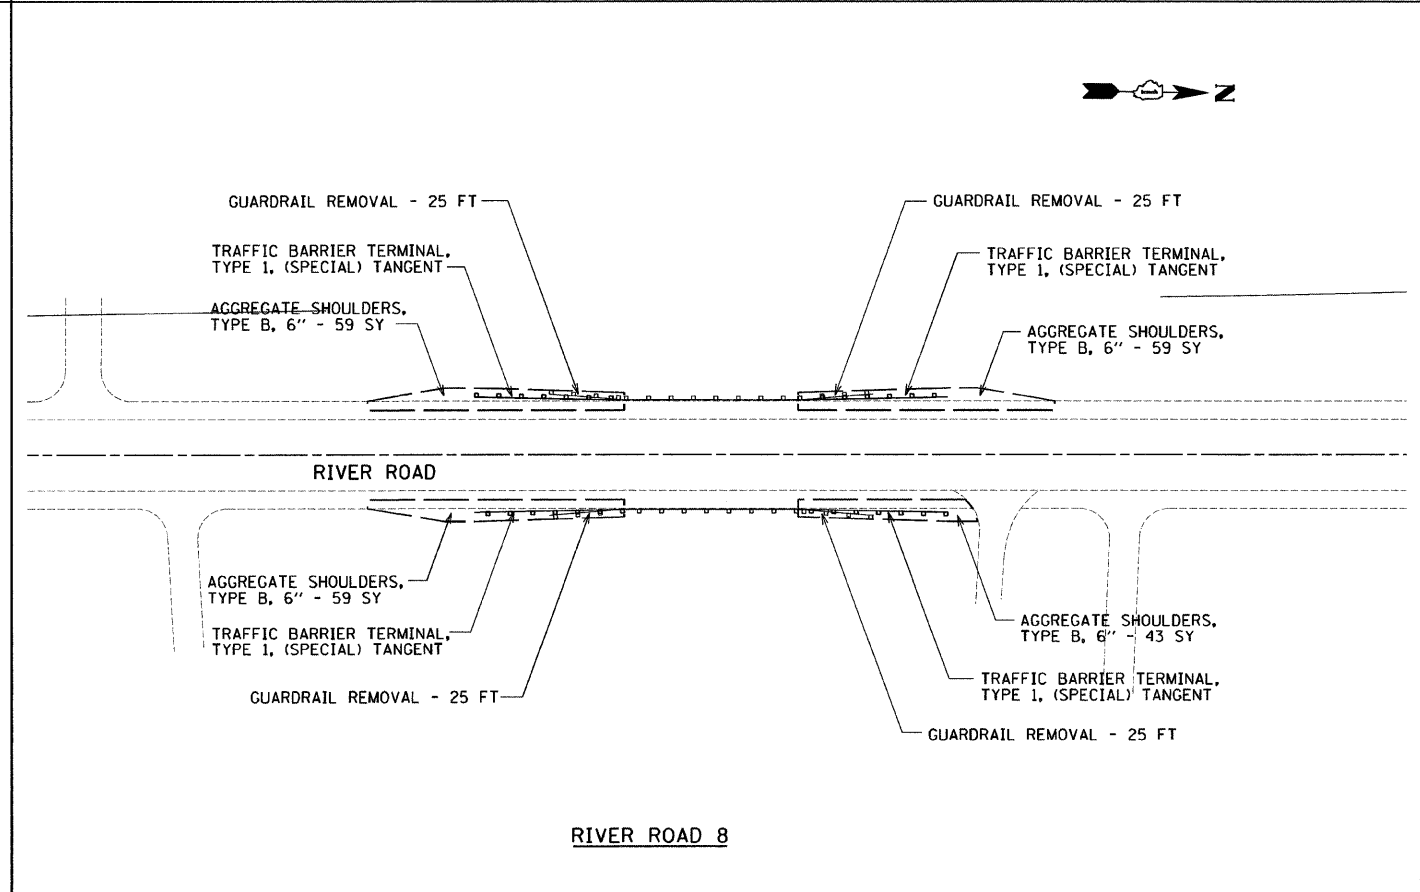 N
GUARDRAIL REMOVAL - 25 FT
GUARDRAIL REMOVAL - 25 FT
TRAFFIC BARRIER TERMINAL,
TYPE 1, (SPECIAL) TANGENT
TRAFFIC BARRIER TERMINAL,
TYPE 1, (SPECIAL) TANGENT
AGGREGATE SHOULDERS,
TYPE B, 6" - 59 SY
AGGREGATE SHOULDERS,
TYPE B, 6" - 59 SY
RIVER ROAD
AGGREGATE SHOULDERS,
TYPE B, 6" - 59 SY
AGGREGATE SHOULDERS,
TYPE B, 6" - 43 SY
TRAFFIC BARRIER TERMINAL,
TYPE 1, (SPECIAL) TANGENT
TRAFFIC BARRIER TERMINAL,
TYPE 1, (SPECIAL) TANGENT
GUARDRAIL REMOVAL - 25 FT
GUARDRAIL REMOVAL - 25 FT
RIVER ROAD 8